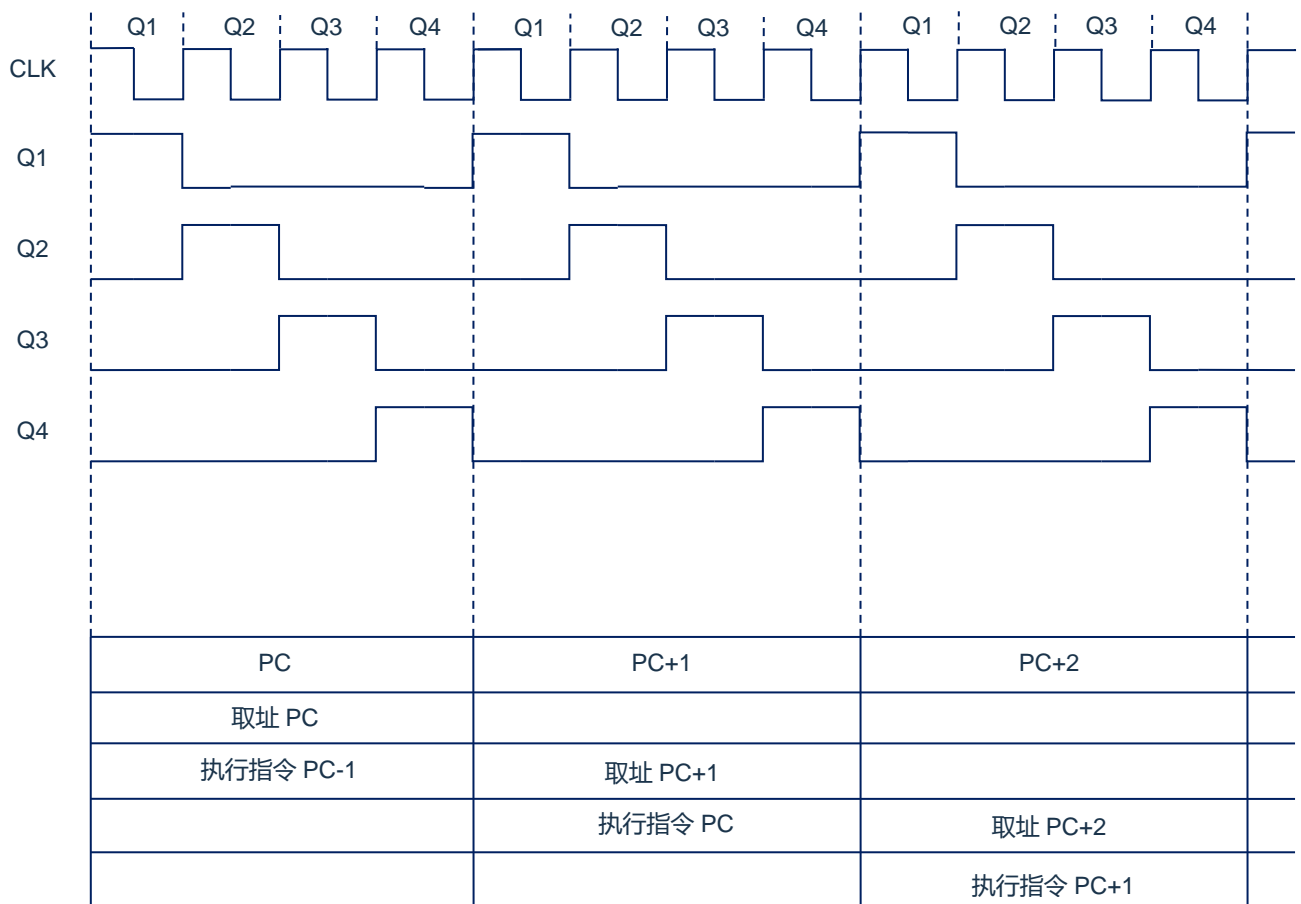 Q1 Q2 Q3 Q4 Q1 Q2 Q3 Q4 Q1 Q2 Q3 Q4
CLK
Q1
Q2
Q3
Q4
PC PC+1 PC+2
取址 PC
执行指令 PC-1 取址 PC+1
执行指令 PC 取址 PC+2
执行指令 PC+1